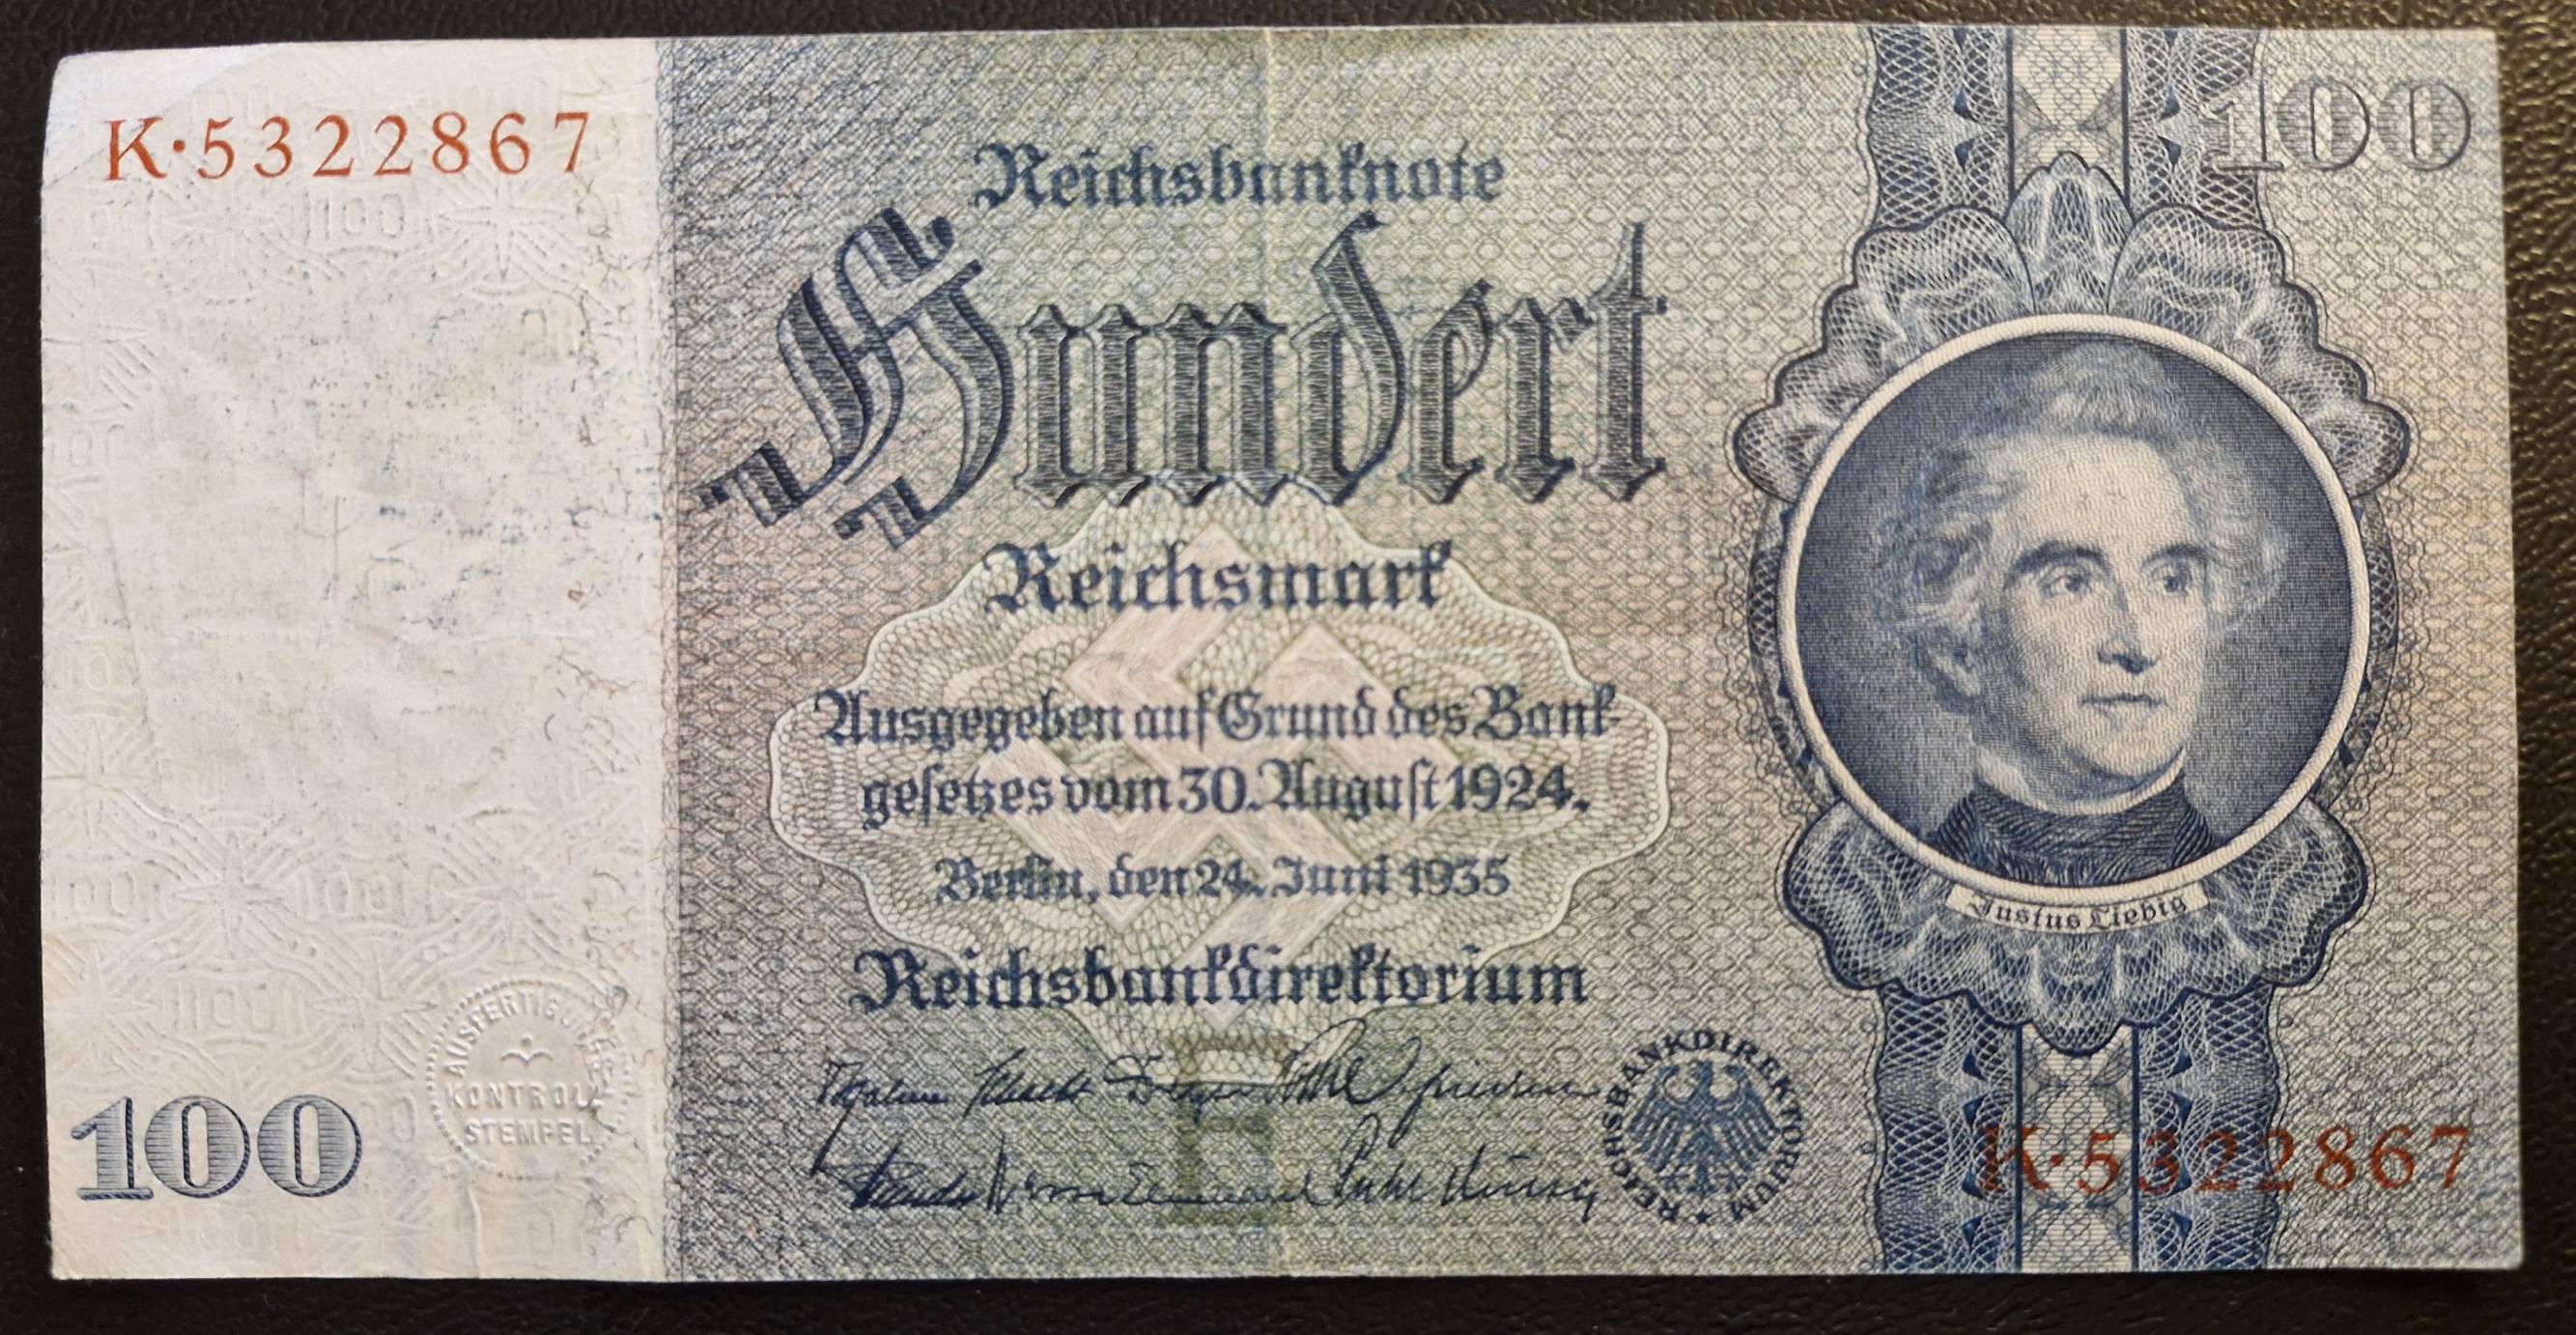 K·5322867
100
Reichsbanknote
Hundert
Reichsmark
Ausgegeben auf Grund des Bank-
gesetzes vom 30. August 1924.
Berlin, den 24. Juni 1935
Reichsbankdirektorium
Justus Liebig
REICHSBANKDIREKTORIUM ★
AUSFERTIGUNGS
KONTROLL
STEMPEL
100
K·5322867